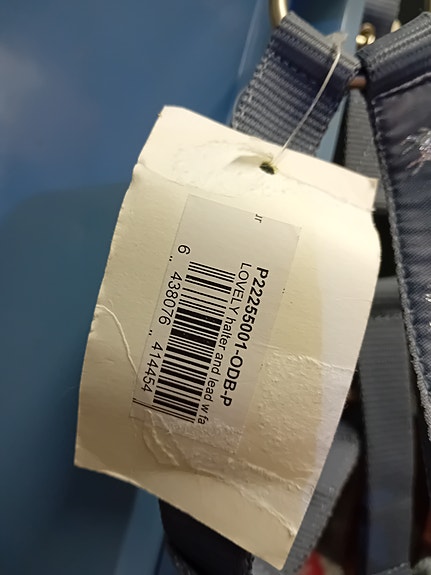 P22255001-ODB-P
LOVELY halter and lead w fa
6 438076 414454